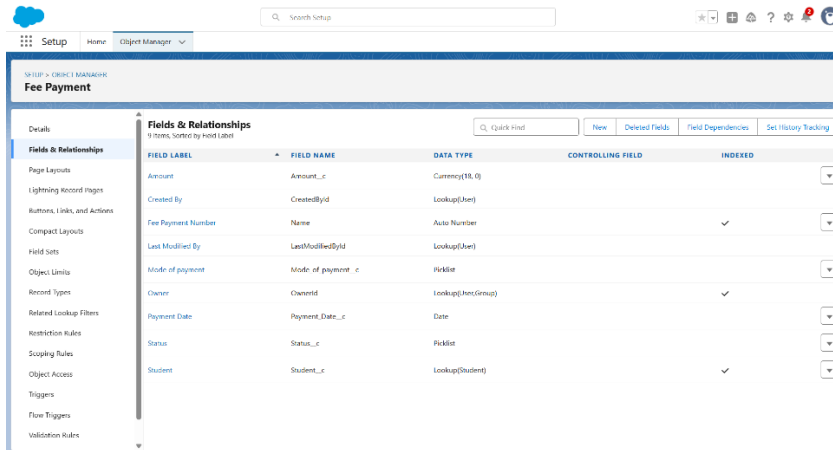 Search Setup
2
Setup Home Object Manager
SETUP > OBJECT MANAGER
Fee Payment
Details
Fields & Relationships
Page Layouts
Lightning Record Pages
Buttons, Links, and Actions
Compact Layouts
Field Sets
Object Limits
Record Types
Related Lookup Filters
Restriction Rules
Scoping Rules
Object Access
Triggers
Flow Triggers
Validation Rules
Fields & Relationships
9 Items, Sorted by Field Label
Quick Find New Deleted Fields Field Dependencies Set History Tracking
FIELD LABEL FIELD NAME DATA TYPE CONTROLLING FIELD INDEXED
Amount Amount__c Currency(18, 0)
Created By CreatedById Lookup(User)
Fee Payment Number Name Auto Number
Last Modified By LastModifiedById Lookup(User)
Mode of payment Mode_of_payment__c Picklist
Owner OwnerId Lookup(User,Group)
Payment Date Payment_Date__c Date
Status Status__c Picklist
Student Student__c Lookup(Student)